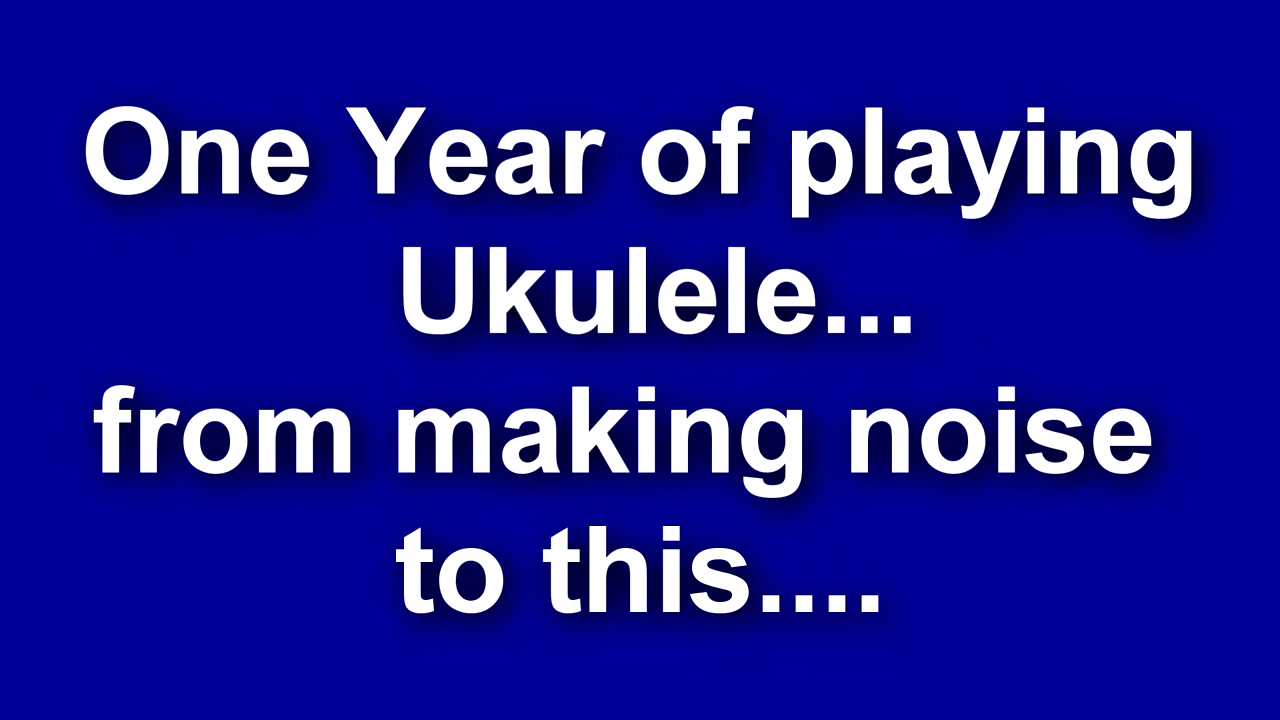 One Year of playing
Ukulele...
from making noise
to this....